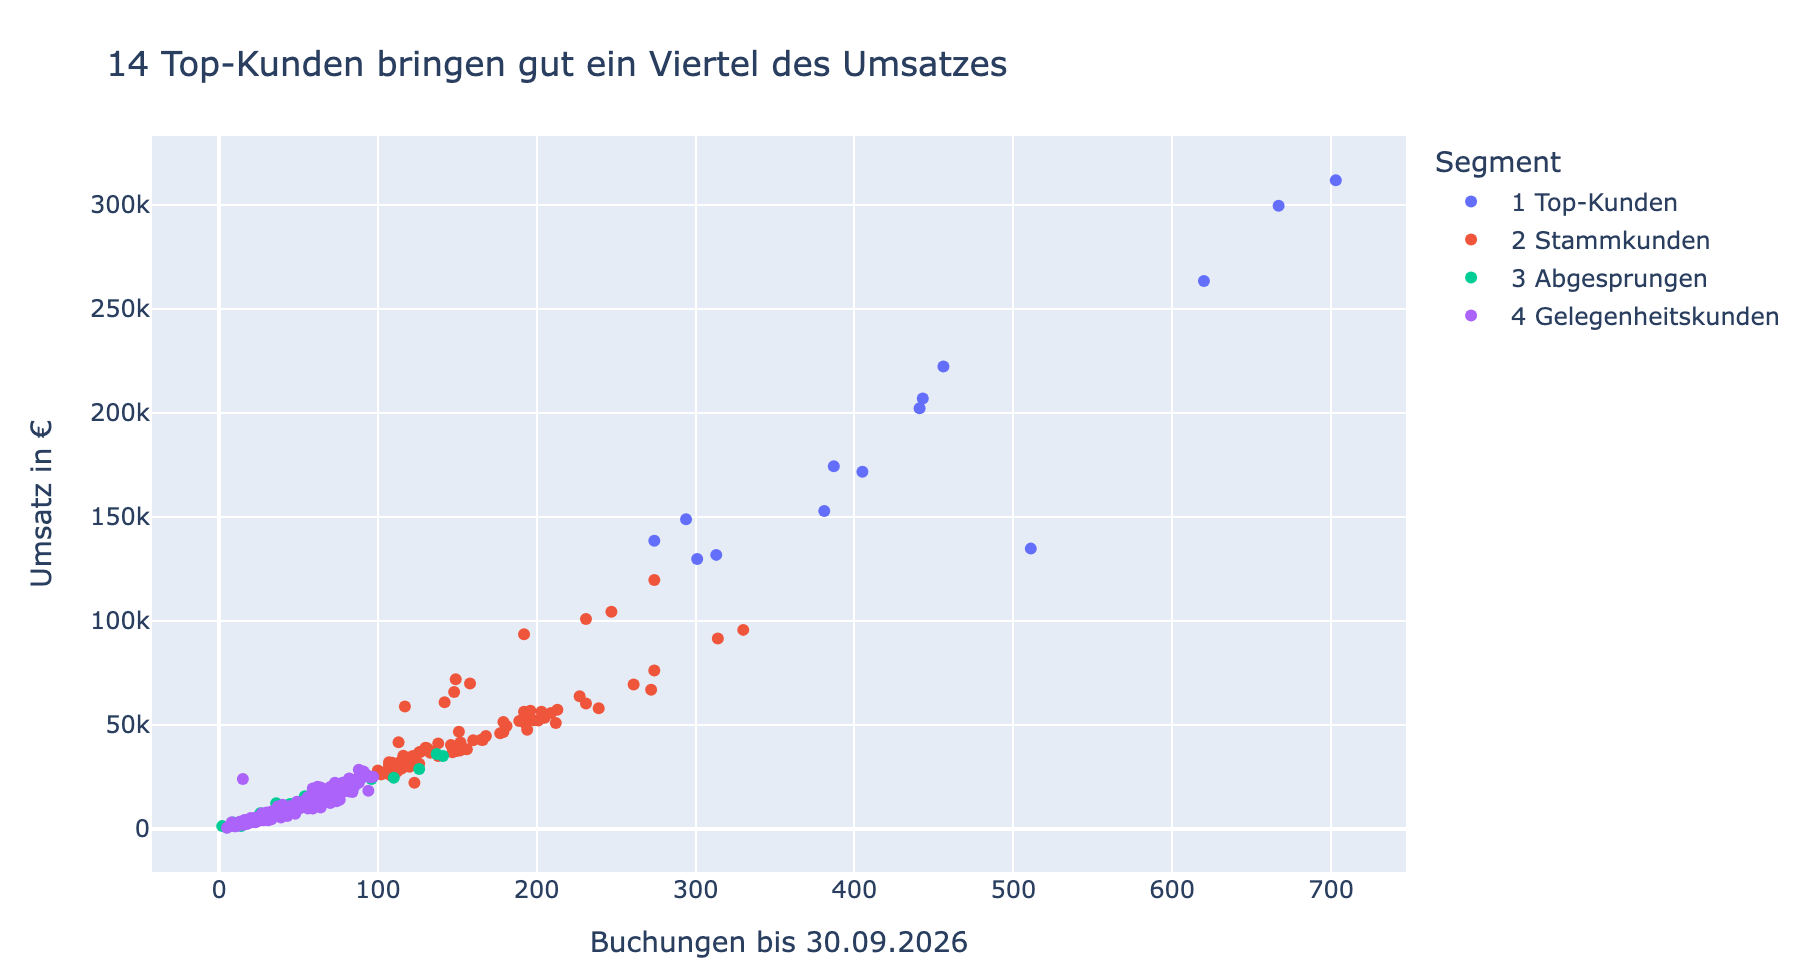 14 Top-Kunden bringen gut ein Viertel des Umsatzes
Segment
1 Top-Kunden
2 Stammkunden
3 Abgesprungen
4 Gelegenheitskunden
Umsatz in €
300k
250k
200k
150k
100k
50k
0
0 100 200 300 400 500 600 700
Buchungen bis 30.09.2026